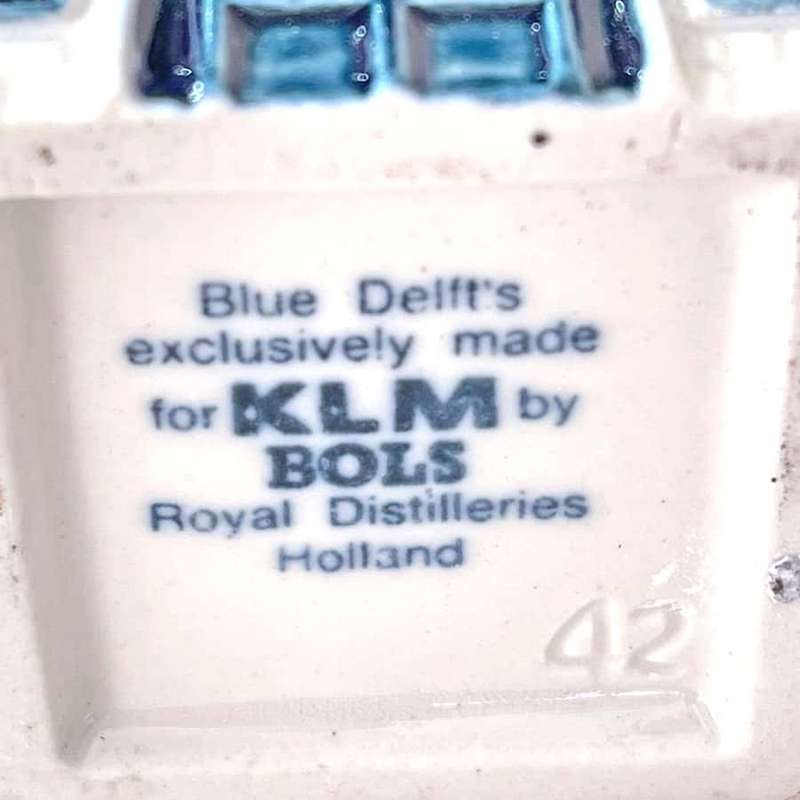 Blue Delft's
exclusively made
for KLM by
BOLS
Royal Distilleries
Holland
42